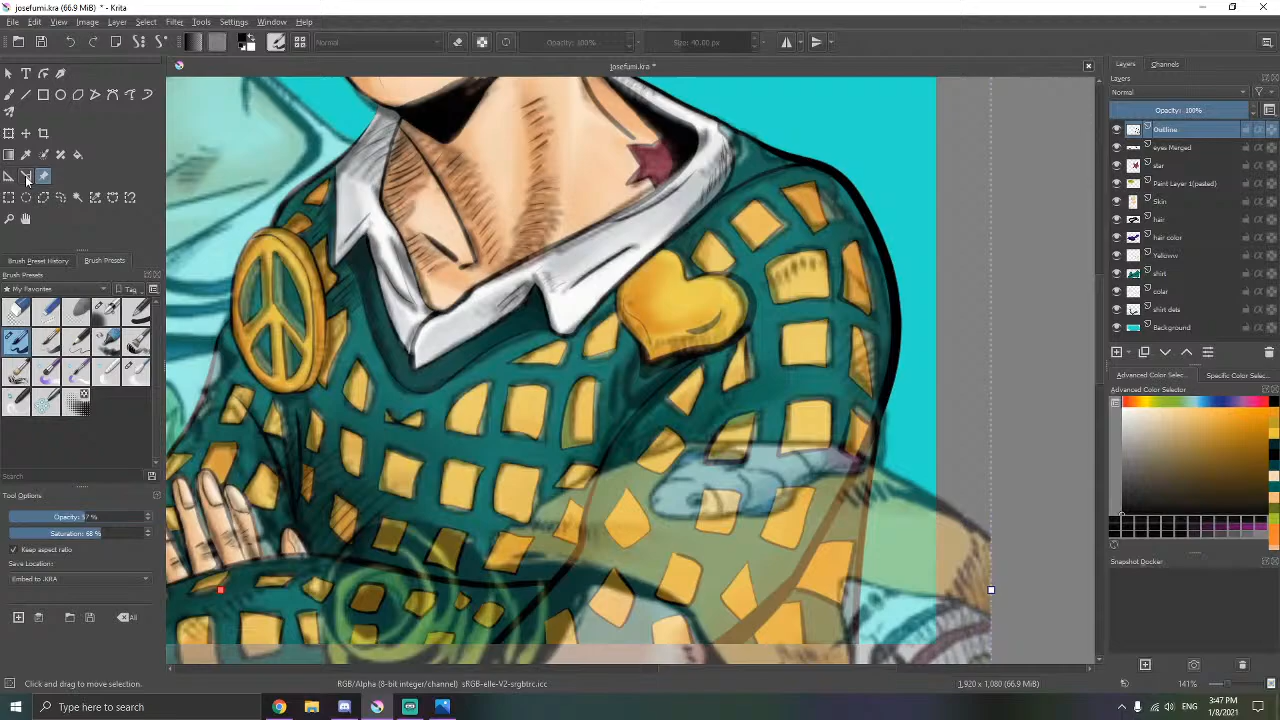 josefumi.kra (66.9 MiB) * - Krita
File Edit View Image Layer Select Filter Tools Settings Window Help
Normal Opacity: 100% Size: 40.00 px
josefumi.kra *
Layers Channels
Layers
Normal
Opacity: 100%
Outline
eyes Merged
star
Paint Layer 1(pasted)
Skin
hair
hair color
Yalloww
shirt
color
shirt dets
Background
Brush Preset History Brush Presets
Brush Presets
My Favorites Tag
Search
Tool Options
Opacity: 57 %
Saturation: 68 %
Keep aspect ratio
Save Location:
Embed to .KRA
All
Advanced Color Selec... Specific Color Selec...
Advanced Color Selector
Snapshot Docker
Click and drag to move selection.
RGB/Alpha (8-bit integer/channel) sRGB-elle-V2-srgbtrc.icc
1,920 x 1,080 (66.9 MiB)
141%
Type here to search
3:47 PM
1/8/2021